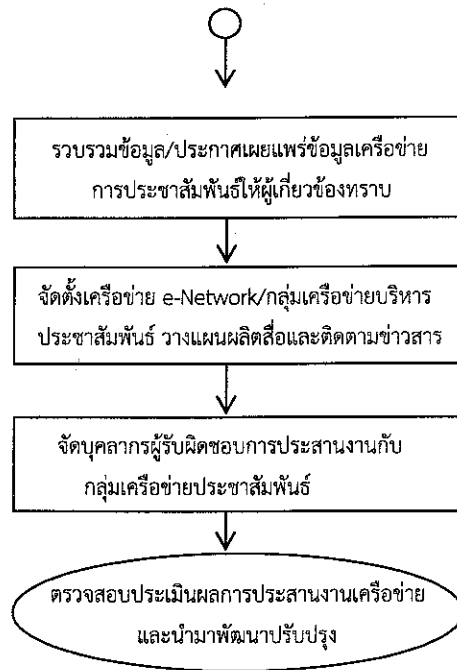 รวบรวมข้อมูล/ประกาศเผยแพร่ข้อมูลเครือข่าย
การประชาสัมพันธ์ให้ผู้เกี่ยวข้องทราบ
จัดตั้งเครือข่าย e-Network/กลุ่มเครือข่ายบริหาร
ประชาสัมพันธ์ วางแผนผลิตสื่อและติดตามข่าวสาร
จัดบุคลากรผู้รับผิดชอบการประสานงานกับ
กลุ่มเครือข่ายประชาสัมพันธ์
ตรวจสอบประเมินผลการประสานงานเครือข่าย
และนำมาพัฒนาปรับปรุง